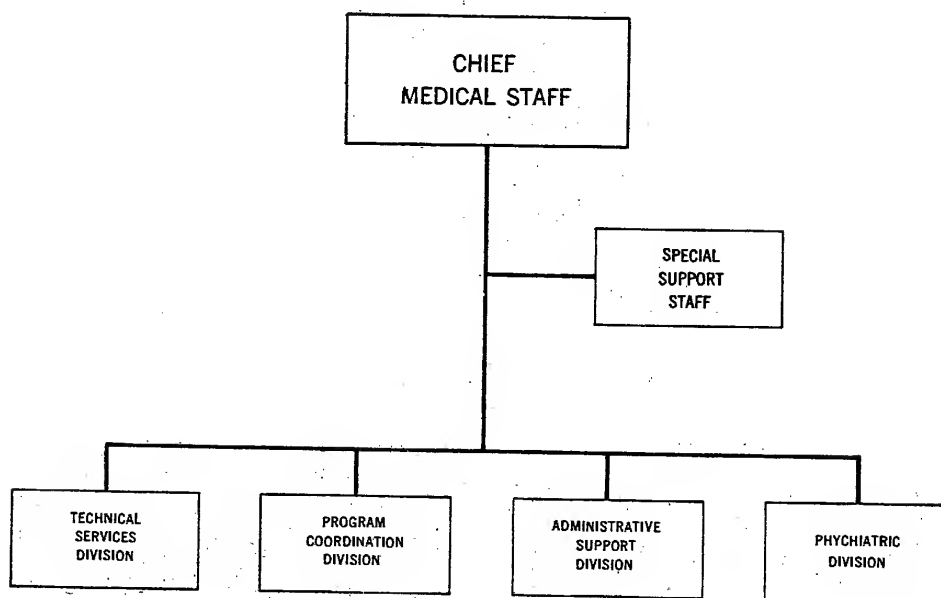 CHIEF
MEDICAL STAFF
SPECIAL
SUPPORT
STAFF
TECHNICAL
SERVICES
DIVISION
PROGRAM
COORDINATION
DIVISION
ADMINISTRATIVE
SUPPORT
DIVISION
PHYCHIATRIC
DIVISION